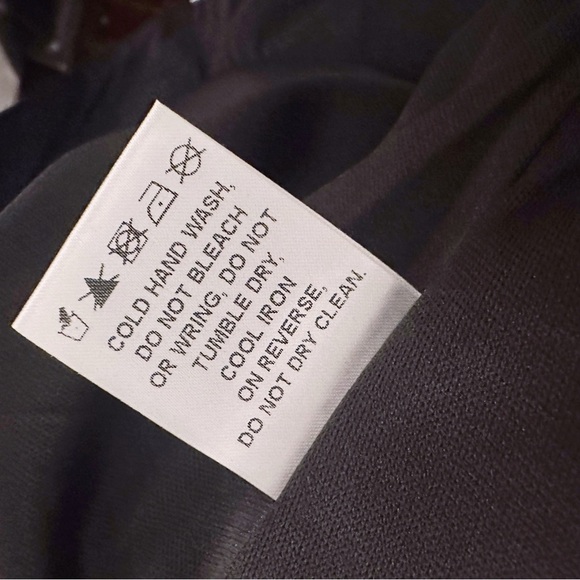 COLD HAND WASH,
DO NOT BLEACH
OR WRING, DO NOT
TUMBLE DRY,
COOL IRON
ON REVERSE,
DO NOT DRY CLEAN.